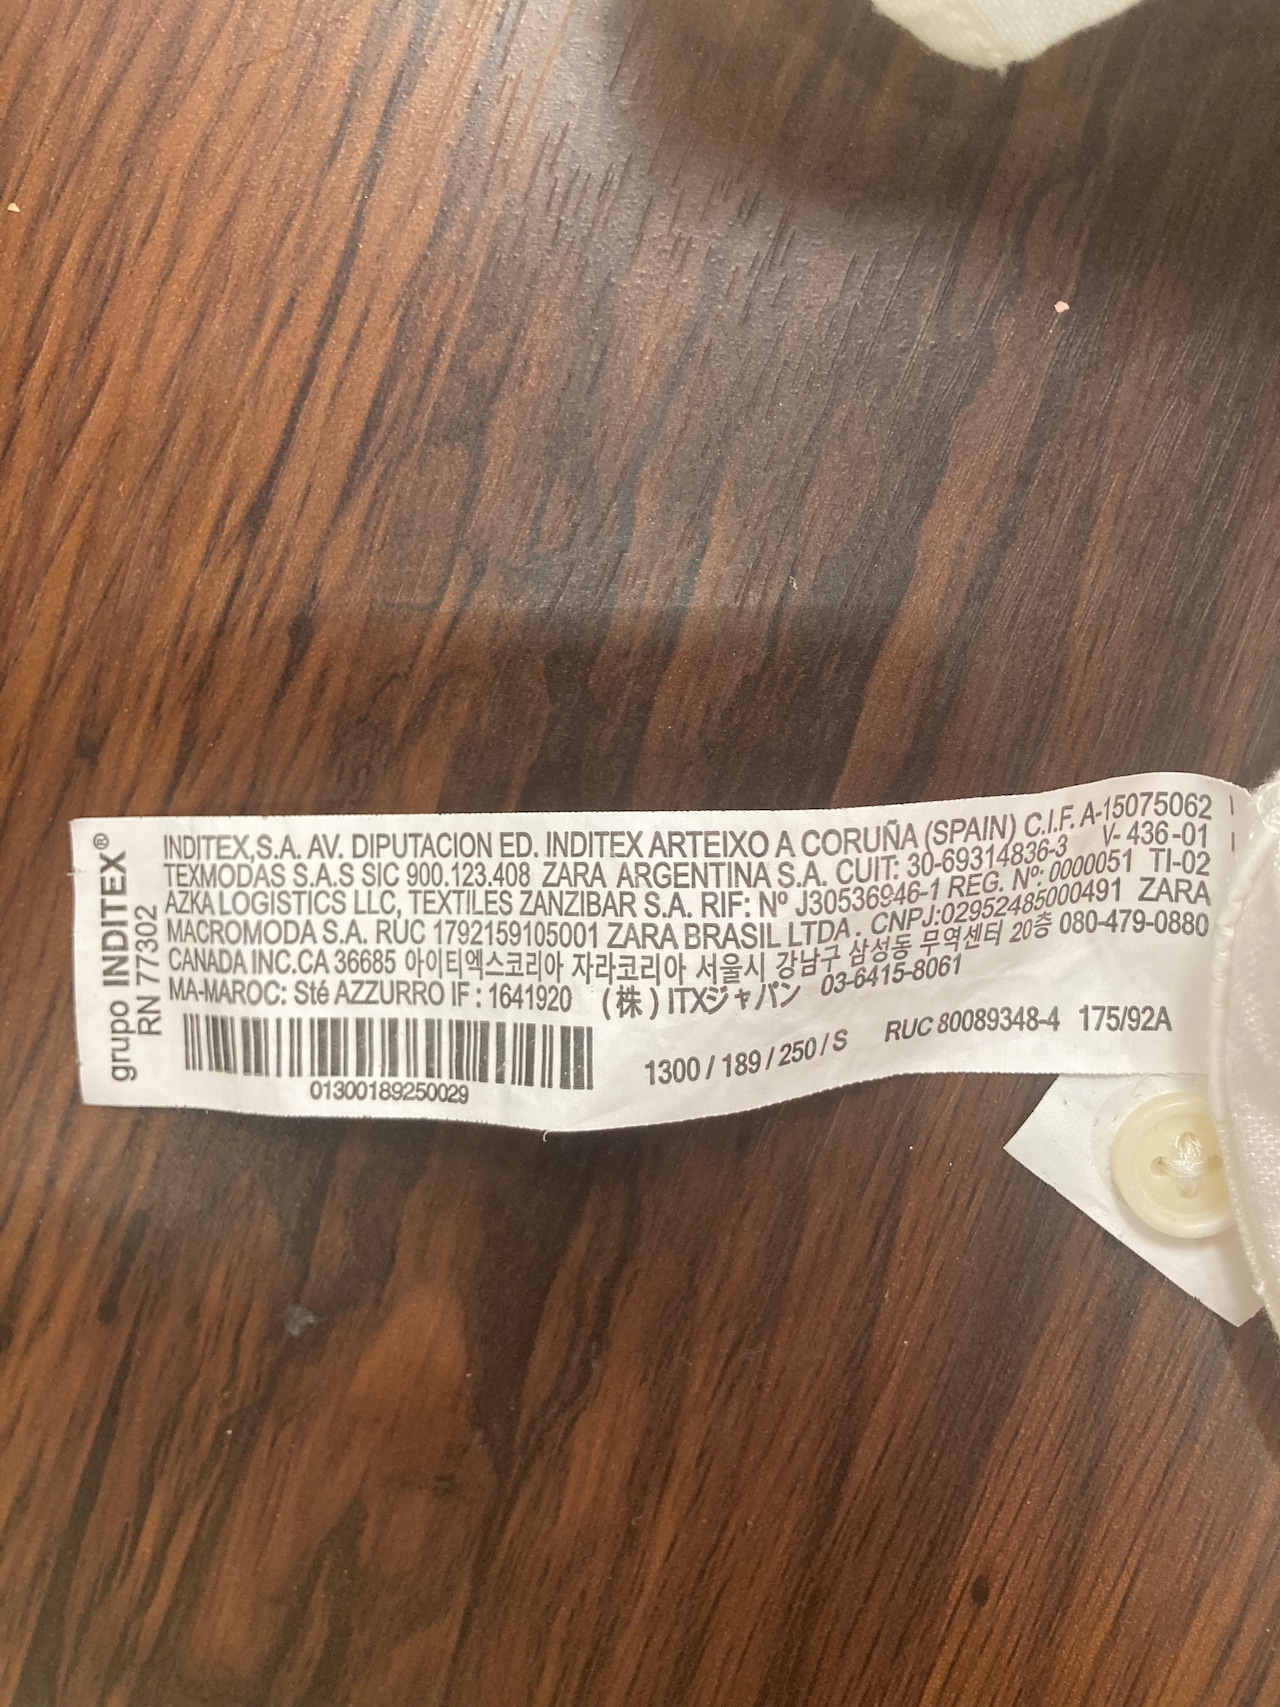 grupo INDITEX®
RN 77302
INDITEX,S.A. AV. DIPUTACION ED. INDITEX ARTEIXO A CORUÑA (SPAIN) C.I.F. A-15075062
TEXMODAS S.A.S SIC 900.123.408 ZARA ARGENTINA S.A. CUIT: 30-69314836-3 V- 436-01
AZKA LOGISTICS LLC, TEXTILES ZANZIBAR S.A. RIF: Nº J30536946-1 REG. Nº: 0000051 TI-02
MACROMODA S.A. RUC 1792159105001 ZARA BRASIL LTDA. CNPJ:02952485000491 ZARA
CANADA INC.CA 36685 아이티엑스코리아 자라코리아 서울시 강남구 삼성동 무역센터 20층 080-479-0880
MA-MAROC: Sté AZZURRO IF : 1641920 (株) ITXジャパン 03-6415-8061
1300 / 189 / 250 / S RUC 80089348-4 175/92A
01300189250029